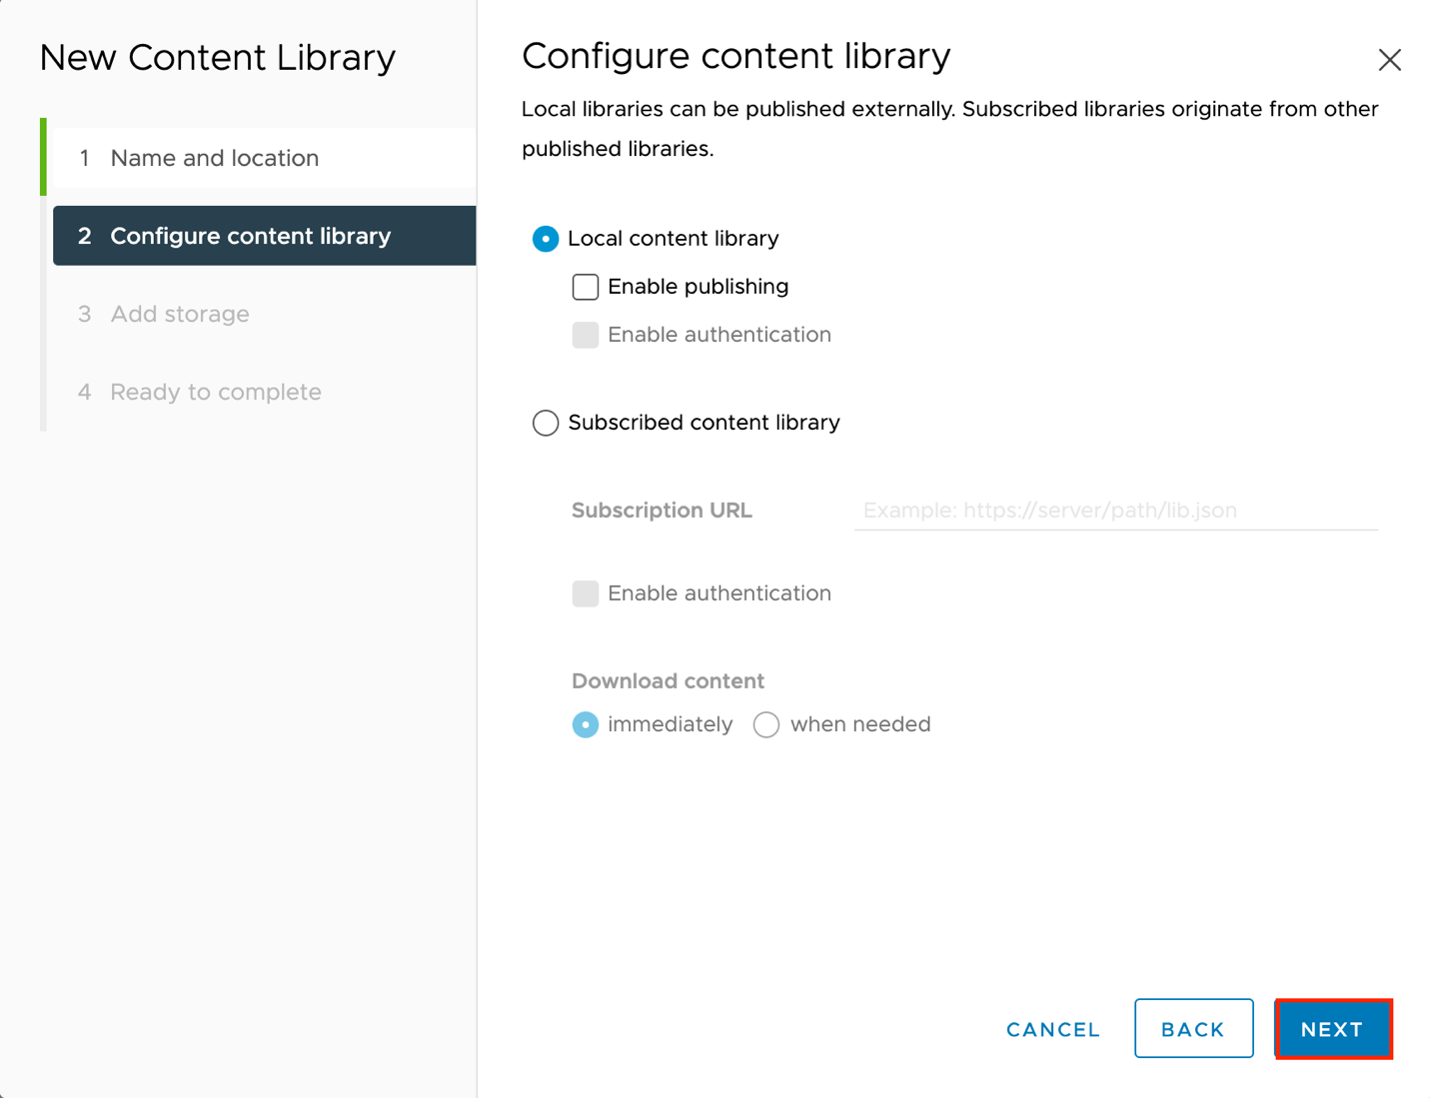 New Content Library
1 Name and location
2 Configure content library
3 Add storage
4 Ready to complete
Configure content library
Local libraries can be published externally. Subscribed libraries originate from other
published libraries.
Local content library
Enable publishing
Enable authentication
Subscribed content library
Subscription URL Example: https://server/path/lib.json
Enable authentication
Download content
immediately when needed
CANCEL BACK NEXT